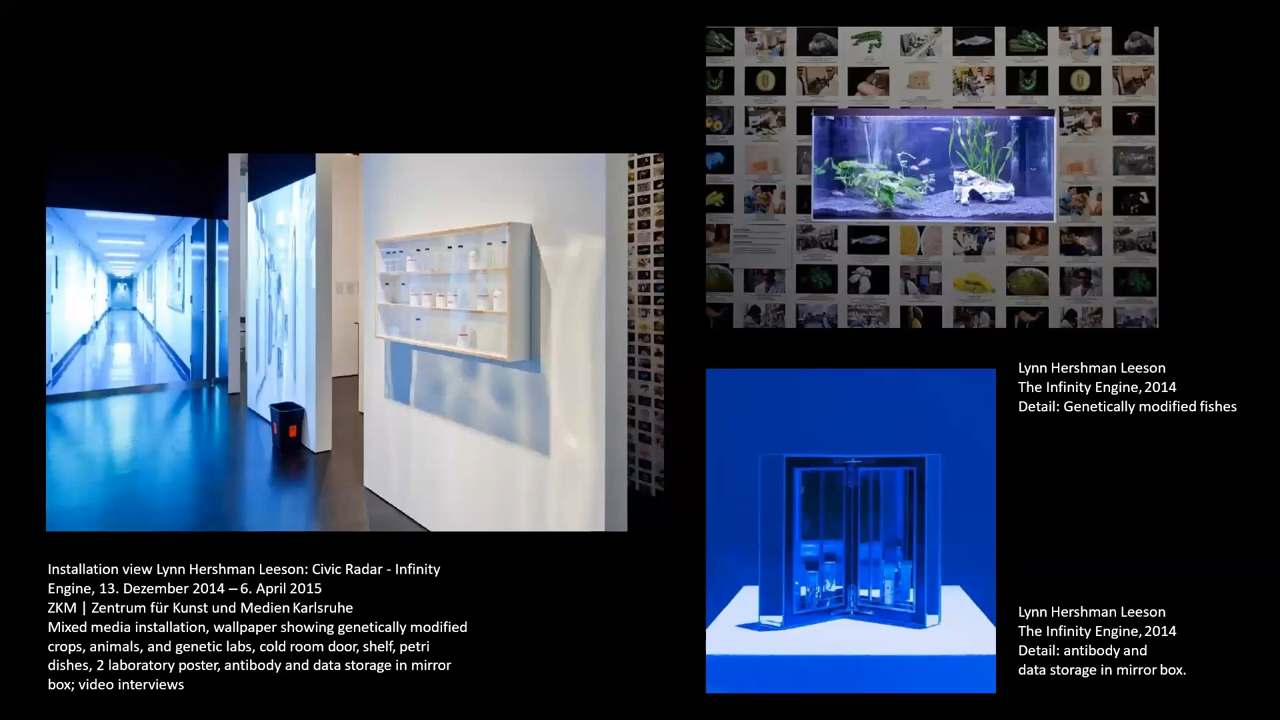 Installation view Lynn Hershman Leeson: Civic Radar - Infinity
Engine, 13. Dezember 2014 – 6. April 2015
ZKM | Zentrum für Kunst und Medien Karlsruhe
Mixed media installation, wallpaper showing genetically modified
crops, animals, and genetic labs, cold room door, shelf, petri
dishes, 2 laboratory poster, antibody and data storage in mirror
box; video interviews
Lynn Hershman Leeson
The Infinity Engine, 2014
Detail: Genetically modified fishes
Lynn Hershman Leeson
The Infinity Engine, 2014
Detail: antibody and
data storage in mirror box.